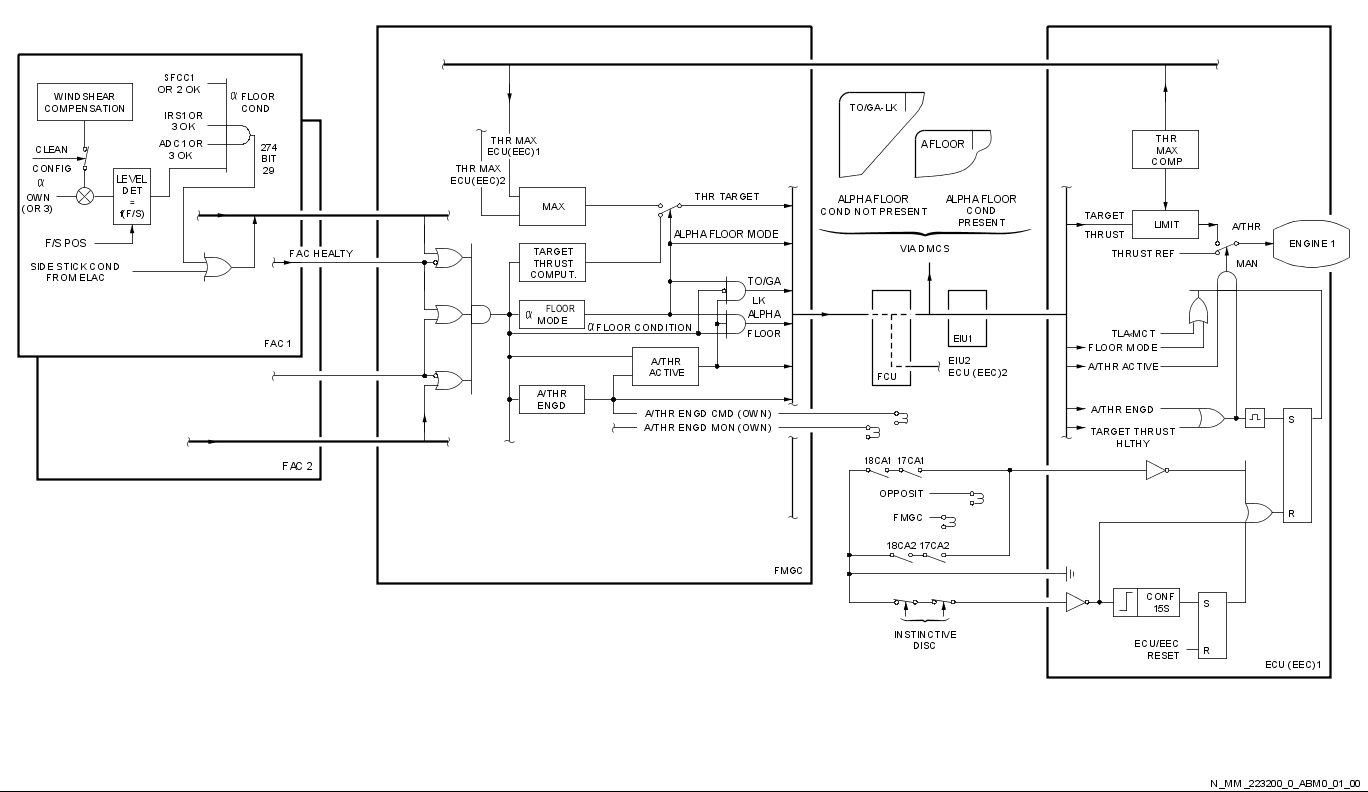 WINDSHEAR
COMPENSATION
SFCC1
OR 2 OK
α FLOOR
COND
IRS1 OR
3 OK
ADC1 OR
3 OK
274
BIT
29
CLEAN
CONFIG
α
OWN
(OR 3)
LEVEL
DET
=
f(F/S)
F/S POS
SIDE STICK COND
FROM ELAC
FAC HEALTY
FAC 1
FAC 2
THR MAX
ECU(EEC)1
THR MAX
ECU(EEC)2
MAX
THR TARGET
TARGET
THRUST
COMPUT.
ALPHA FLOOR MODE
α FLOOR
MODE
α FLOOR CONDITION
TO/GA
LK
ALPHA
FLOOR
A/THR
ACTIVE
A/THR
ENGD
A/THR ENGD CMD (OWN)
A/THR ENGD MON (OWN)
FMGC
TO/GA-LK
A FLOOR
ALPHA FLOOR
COND NOT PRESENT
ALPHA FLOOR
COND
PRESENT
VIA DMCS
FCU
EIU1
EIU2
ECU (EEC)2
18CA1 17CA1
OPPOSIT
FMGC
18CA2 17CA2
INSTINCTIVE
DISC
THR
MAX
COMP
TARGET
THRUST
LIMIT
A/THR
THRUST REF
MAN
ENGINE 1
TLA<MCT
FLOOR MODE
A/THR ACTIVE
A/THR ENGD
TARGET THRUST
HLTHY
S
R
CONF
15S
S
R
ECU/EEC
RESET
ECU (EEC)1
N_MM_223200_0_ABM0_01_00